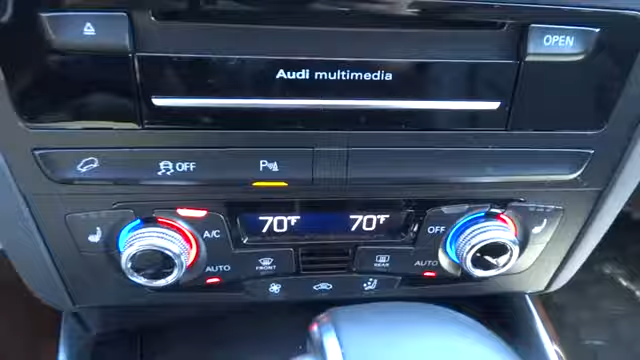 OPEN
Audi multimedia
OFF P
70°F 70°F
A/C OFF
AUTO FRONT REAR AUTO